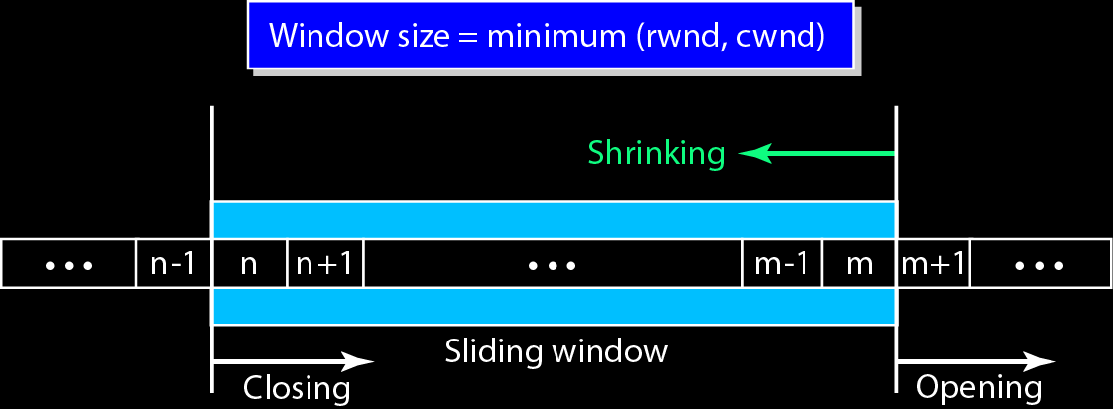 Window size = minimum (rwnd, cwnd)
Shrinking
••• n-1 n n+1 ••• m-1 m m+1 •••
Sliding window
Closing
Opening